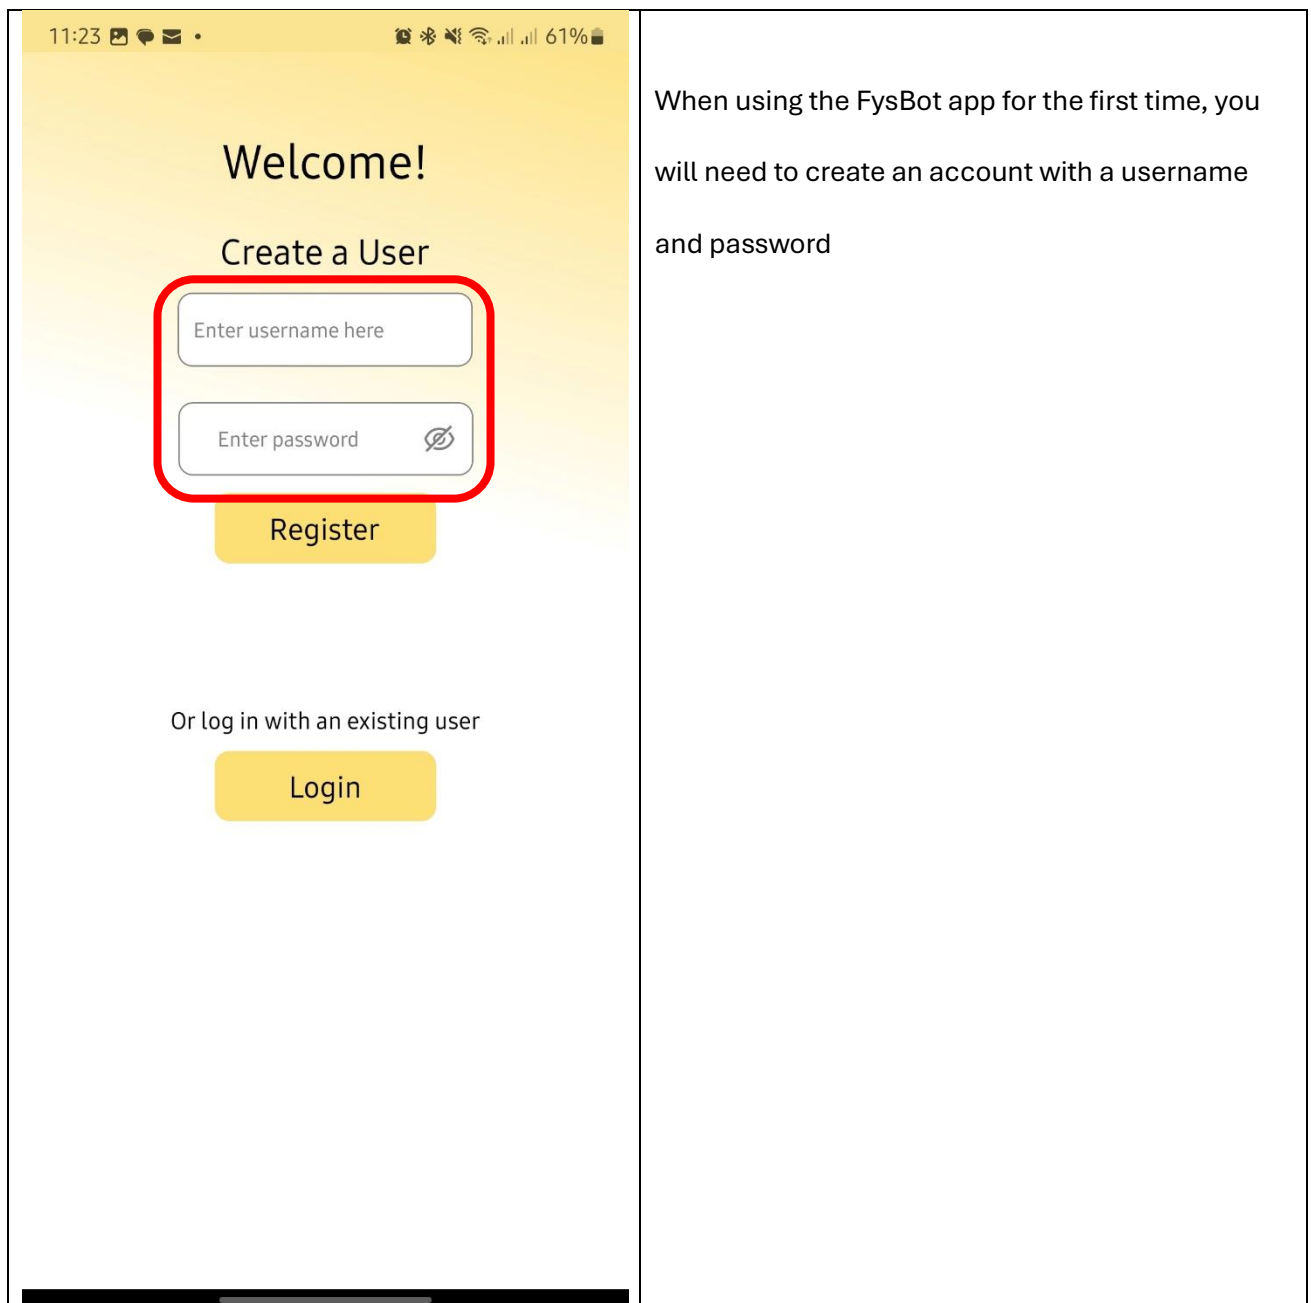 11:23
61%
Welcome!
Create a User
Enter username here
Enter password
Register
Or log in with an existing user
Login
When using the FysBot app for the first time, you
will need to create an account with a username
and password